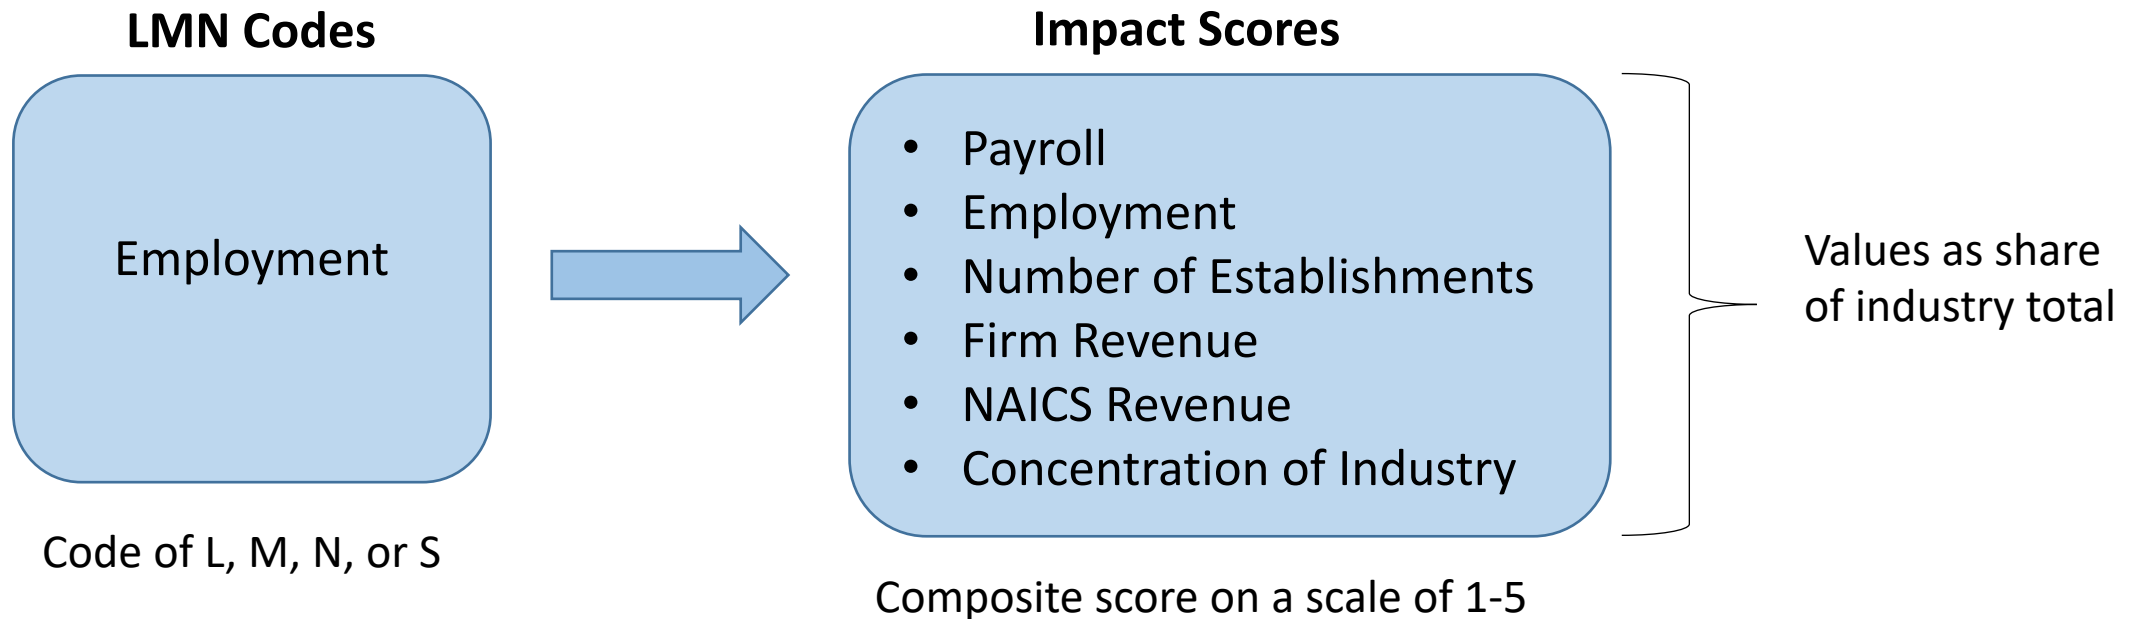 LMN Codes
Employment
Code of L, M, N, or S
Impact Scores
• Payroll
• Employment
• Number of Establishments
• Firm Revenue
• NAICS Revenue
• Concentration of Industry
Composite score on a scale of 1-5
Values as share
of industry total